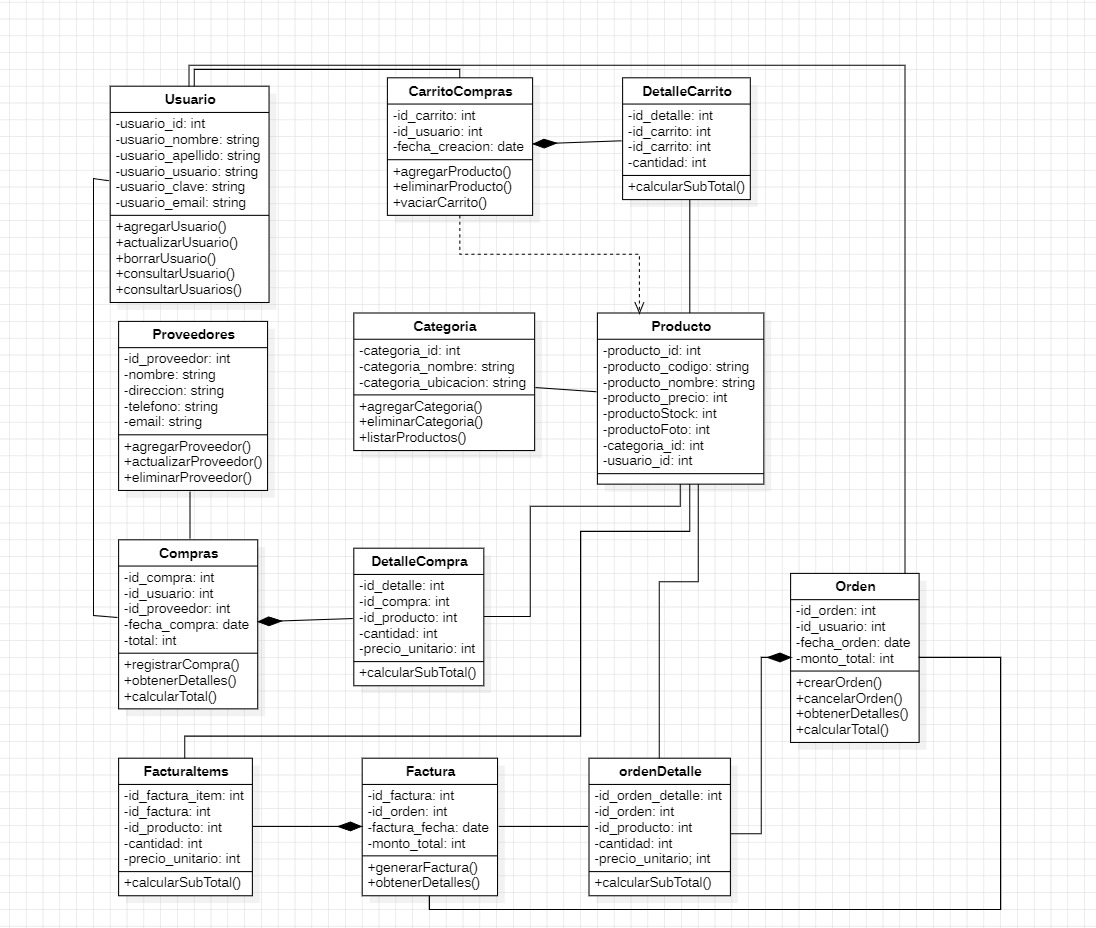 Usuario
-usuario_id: int
-usuario_nombre: string
-usuario_apellido: string
-usuario_usuario: string
-usuario_clave: string
-usuario_email: string
+agregarUsuario()
+actualizarUsuario()
+borrarUsuario()
+consultarUsuario()
+consultarUsuarios()
CarritoCompras
-id_carrito: int
-id_usuario: int
-fecha_creacion: date
+agregarProducto()
+eliminarProducto()
+vaciarCarrito()
DetalleCarrito
-id_detalle: int
-id_carrito: int
-id_carrito: int
-cantidad: int
+calcularSubTotal()
Proveedores
-id_proveedor: int
-nombre: string
-direccion: string
-telefono: string
-email: string
+agregarProveedor()
+actualizarProveedor()
+eliminarProveedor()
Categoria
-categoria_id: int
-categoria_nombre: string
-categoria_ubicacion: string
+agregarCategoria()
+eliminarCategoria()
+listarProductos()
Producto
-producto_id: int
-producto_codigo: string
-producto_nombre: string
-producto_precio: int
-productoStock: int
-productoFoto: int
-categoria_id: int
-usuario_id: int
Compras
-id_compra: int
-id_usuario: int
-id_proveedor: int
-fecha_compra: date
-total: int
+registrarCompra()
+obtenerDetalles()
+calcularTotal()
DetalleCompra
-id_detalle: int
-id_compra: int
-id_producto: int
-cantidad: int
-precio_unitario: int
+calcularSubTotal()
Orden
-id_orden: int
-id_usuario: int
-fecha_orden: date
-monto_total: int
+crearOrden()
+cancelarOrden()
+obtenerDetalles()
+calcularTotal()
FacturaItems
-id_factura_item: int
-id_factura: int
-id_producto: int
-cantidad: int
-precio_unitario: int
+calcularSubTotal()
Factura
-id_factura: int
-id_orden: int
-factura_fecha: date
-monto_total: int
+generarFactura()
+obtenerDetalles()
ordenDetalle
-id_orden_detalle: int
-id_orden: int
-id_producto: int
-cantidad: int
-precio_unitario; int
+calcularSubTotal()